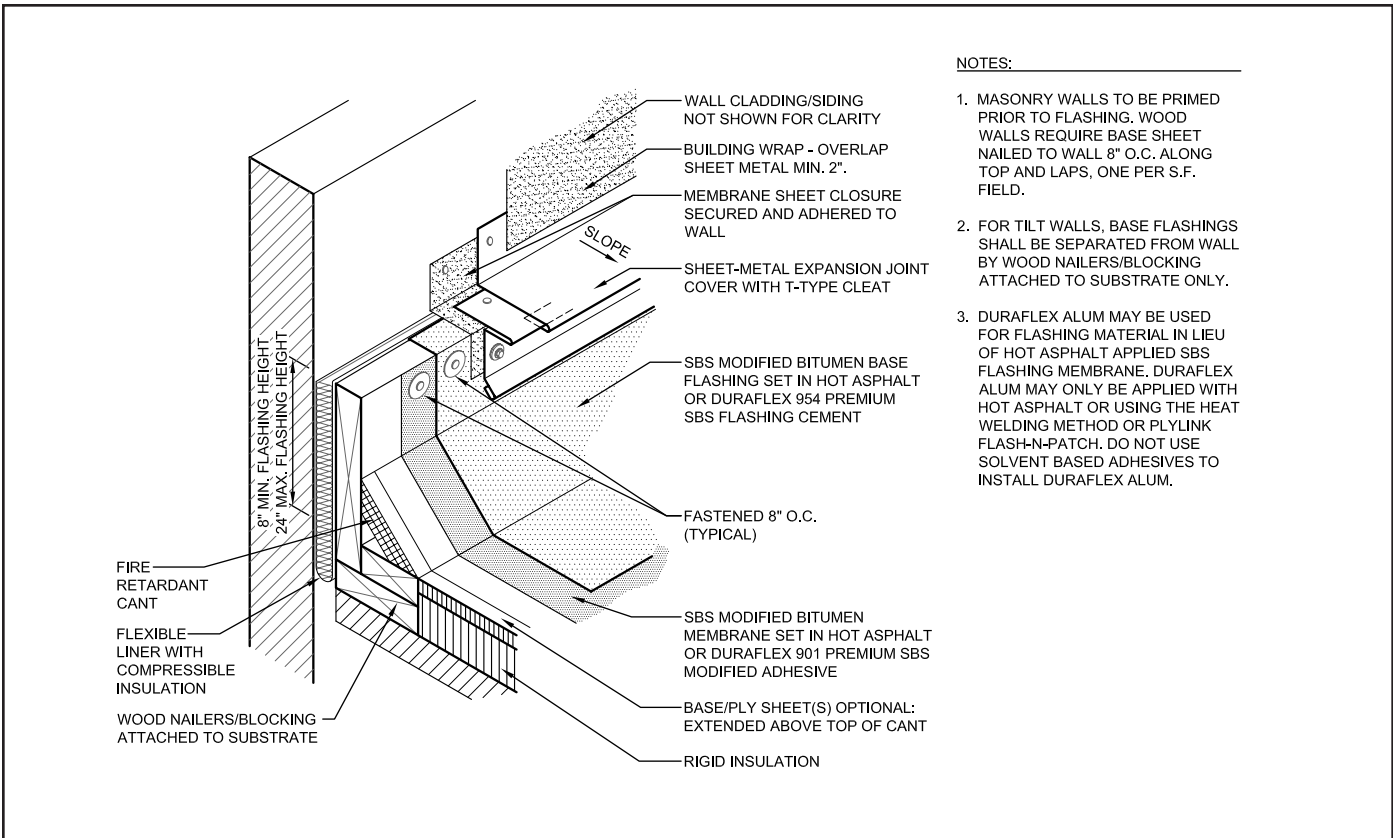 WALL CLADDING/SIDING
NOT SHOWN FOR CLARITY
BUILDING WRAP - OVERLAP
SHEET METAL MIN. 2".
MEMBRANE SHEET CLOSURE
SECURED AND ADHERED TO
WALL
SLOPE
SHEET-METAL EXPANSION JOINT
COVER WITH T-TYPE CLEAT
8" MIN. FLASHING HEIGHT
24" MAX. FLASHING HEIGHT
SBS MODIFIED BITUMEN BASE
FLASHING SET IN HOT ASPHALT
OR DURAFLEX 954 PREMIUM
SBS FLASHING CEMENT
FASTENED 8" O.C.
(TYPICAL)
FIRE
RETARDANT
CANT
FLEXIBLE
LINER WITH
COMPRESSIBLE
INSULATION
WOOD NAILERS/BLOCKING
ATTACHED TO SUBSTRATE
SBS MODIFIED BITUMEN
MEMBRANE SET IN HOT ASPHALT
OR DURAFLEX 901 PREMIUM SBS
MODIFIED ADHESIVE
BASE/PLY SHEET(S) OPTIONAL:
EXTENDED ABOVE TOP OF CANT
RIGID INSULATION
NOTES:
1. MASONRY WALLS TO BE PRIMED
PRIOR TO FLASHING. WOOD
WALLS REQUIRE BASE SHEET
NAILED TO WALL 8" O.C. ALONG
TOP AND LAPS, ONE PER S.F.
FIELD.
2. FOR TILT WALLS, BASE FLASHINGS
SHALL BE SEPARATED FROM WALL
BY WOOD NAILERS/BLOCKING
ATTACHED TO SUBSTRATE ONLY.
3. DURAFLEX ALUM MAY BE USED
FOR FLASHING MATERIAL IN LIEU
OF HOT ASPHALT APPLIED SBS
FLASHING MEMBRANE. DURAFLEX
ALUM MAY ONLY BE APPLIED WITH
HOT ASPHALT OR USING THE HEAT
WELDING METHOD OR PLYLINK
FLASH-N-PATCH. DO NOT USE
SOLVENT BASED ADHESIVES TO
INSTALL DURAFLEX ALUM.